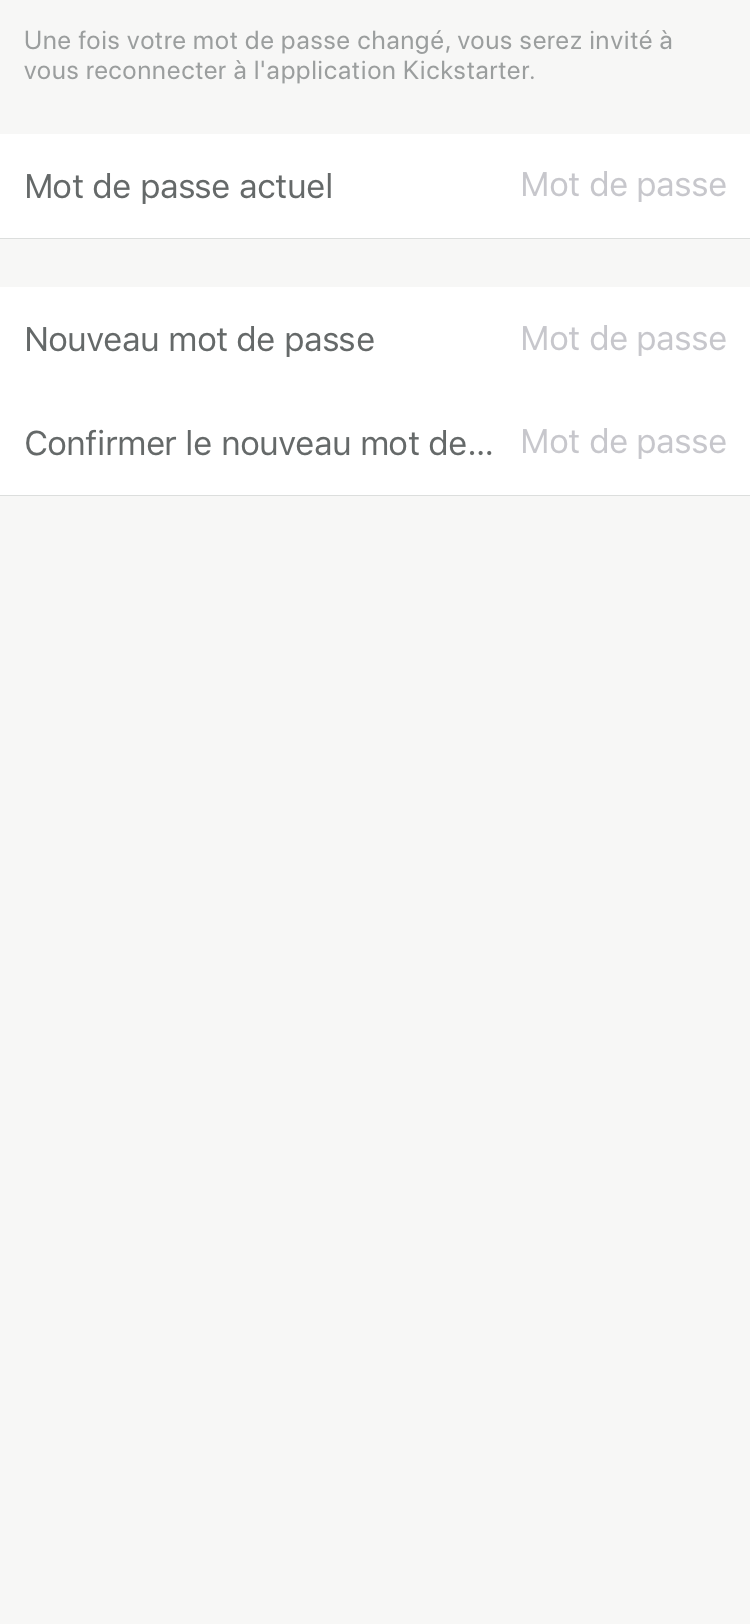 Une fois votre mot de passe changé, vous serez invité à
vous reconnecter à l'application Kickstarter.
Mot de passe actuel Mot de passe
Nouveau mot de passe Mot de passe
Confirmer le nouveau mot de... Mot de passe